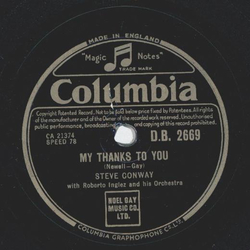 MADE IN ENGLAND
"Magic Notes"
TRADE MARK
Columbia
Copyright Patented Record. Not to be sold below price fixed by Patentees. All rights
of the manufacturer and of the owner of the recorded work reserved. Unauthorised
public performance, broadcasting and copying of this record prohibited.
CA 21374
SPEED 78
D.B. 2669
MY THANKS TO YOU
(Newell - Gay)
STEVE CONWAY
with Roberto Inglez and his Orchestra
NOEL GAY
MUSIC CO.
LTD.
COLUMBIA GRAPHOPHONE CO. LTD.